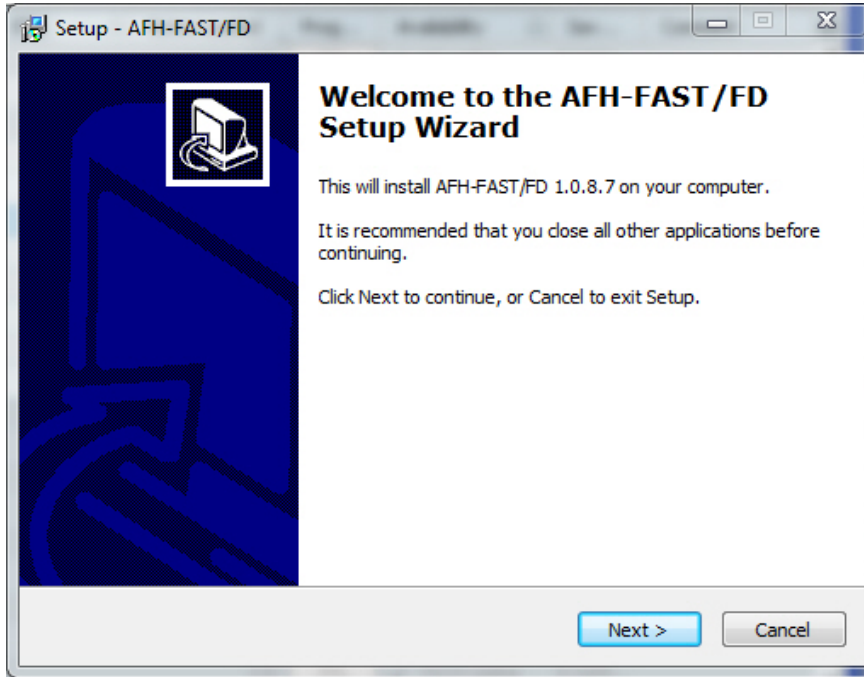 Setup - AFH-FAST/FD
Welcome to the AFH-FAST/FD
Setup Wizard
This will install AFH-FAST/FD 1.0.8.7 on your computer.
It is recommended that you close all other applications before
continuing.
Click Next to continue, or Cancel to exit Setup.
Next >
Cancel